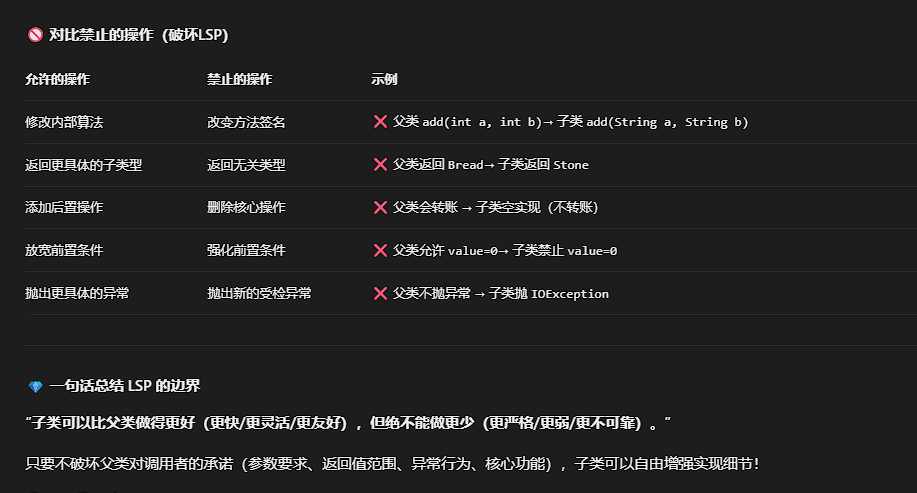 🚫 对比禁止的操作（破坏LSP）
允许的操作 禁止的操作 示例
修改内部算法 改变方法签名 ❌ 父类 add(int a, int b) → 子类 add(String a, String b)
返回更具体的子类型 返回无关类型 ❌ 父类返回 Bread → 子类返回 Stone
添加后置操作 删除核心操作 ❌ 父类会转账 → 子类空实现（不转账）
放宽前置条件 强化前置条件 ❌ 父类允许 value=0 → 子类禁止 value=0
抛出更具体的异常 抛出新的受检异常 ❌ 父类不抛异常 → 子类抛 IOException
💎 一句话总结 LSP 的边界
“子类可以比父类做得更好（更快/更灵活/更友好），但绝不能做更少（更严格/更弱/更不可靠）。”
只要不破坏父类对调用者的承诺（参数要求、返回值范围、异常行为、核心功能），子类可以自由增强实现细节！